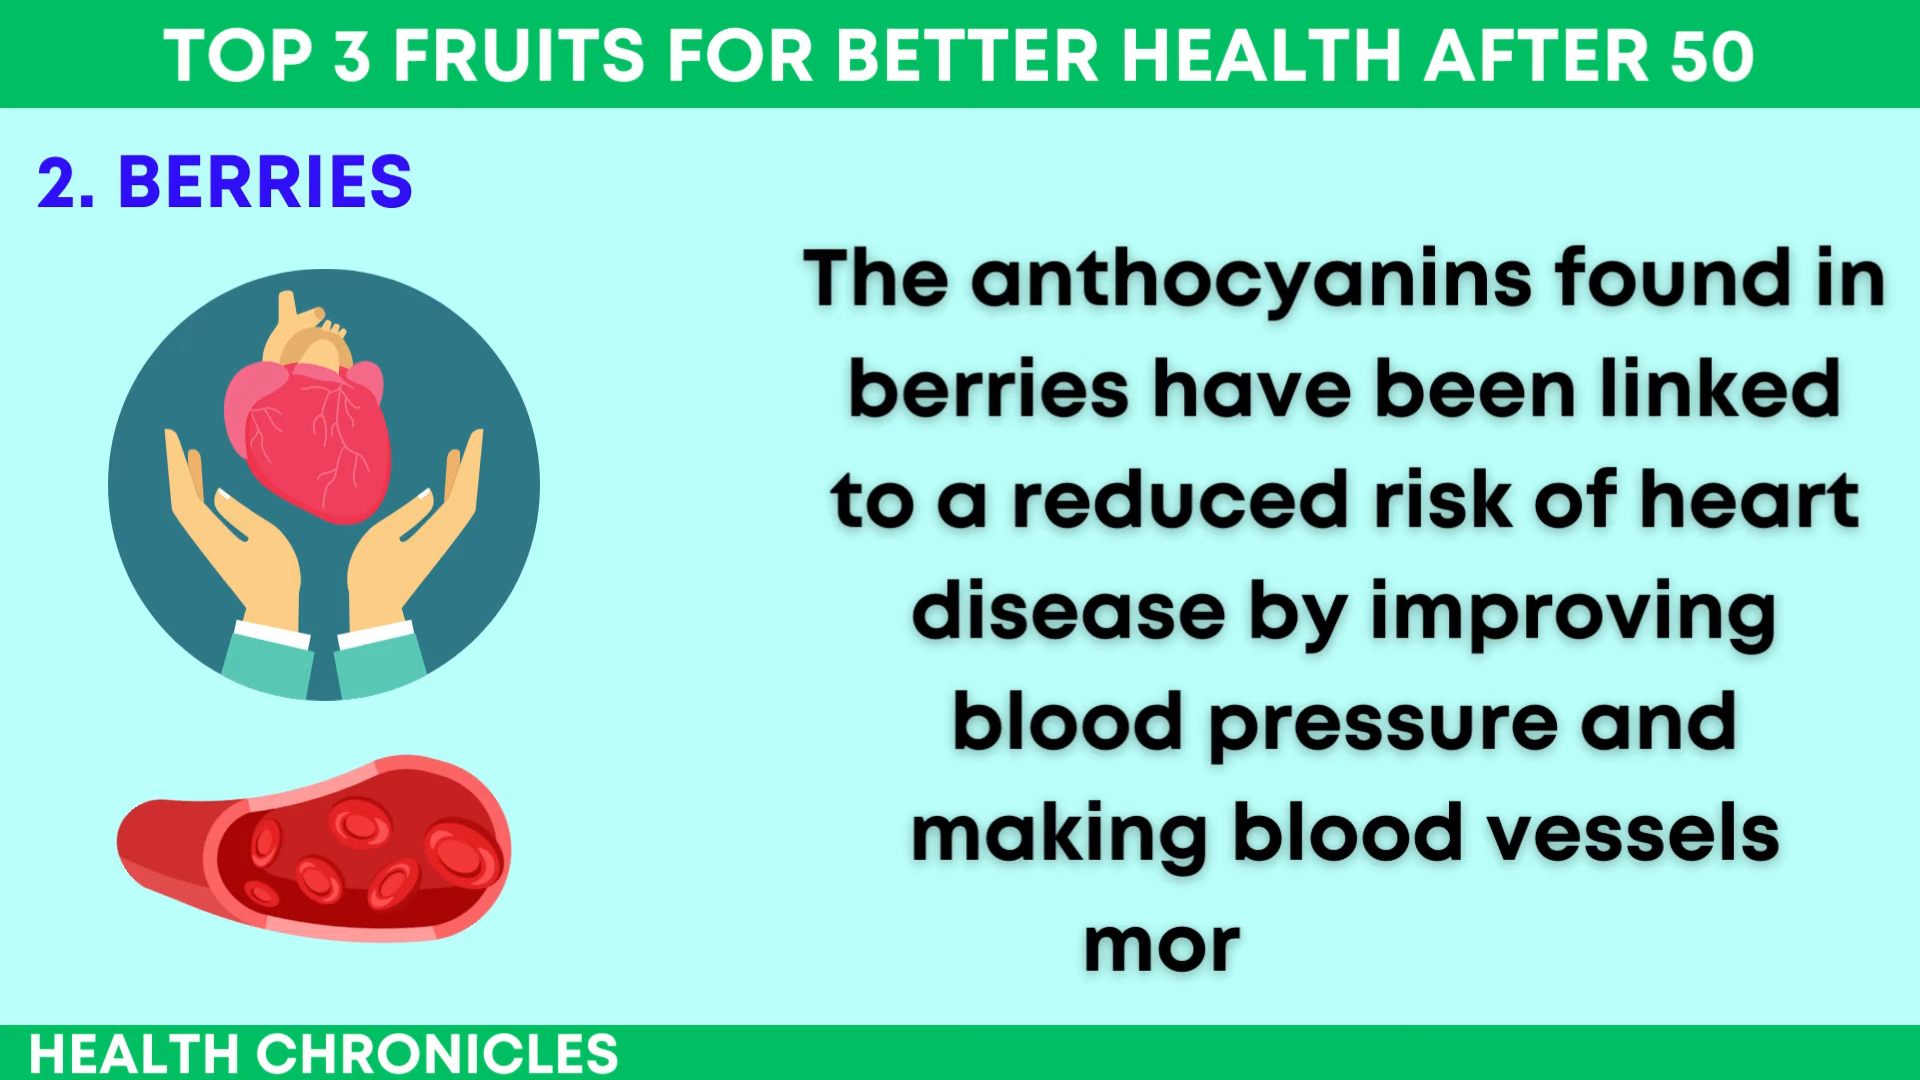 TOP 3 FRUITS FOR BETTER HEALTH AFTER 50
2. BERRIES
The anthocyanins found in
berries have been linked
to a reduced risk of heart
disease by improving
blood pressure and
making blood vessels
mor
HEALTH CHRONICLES